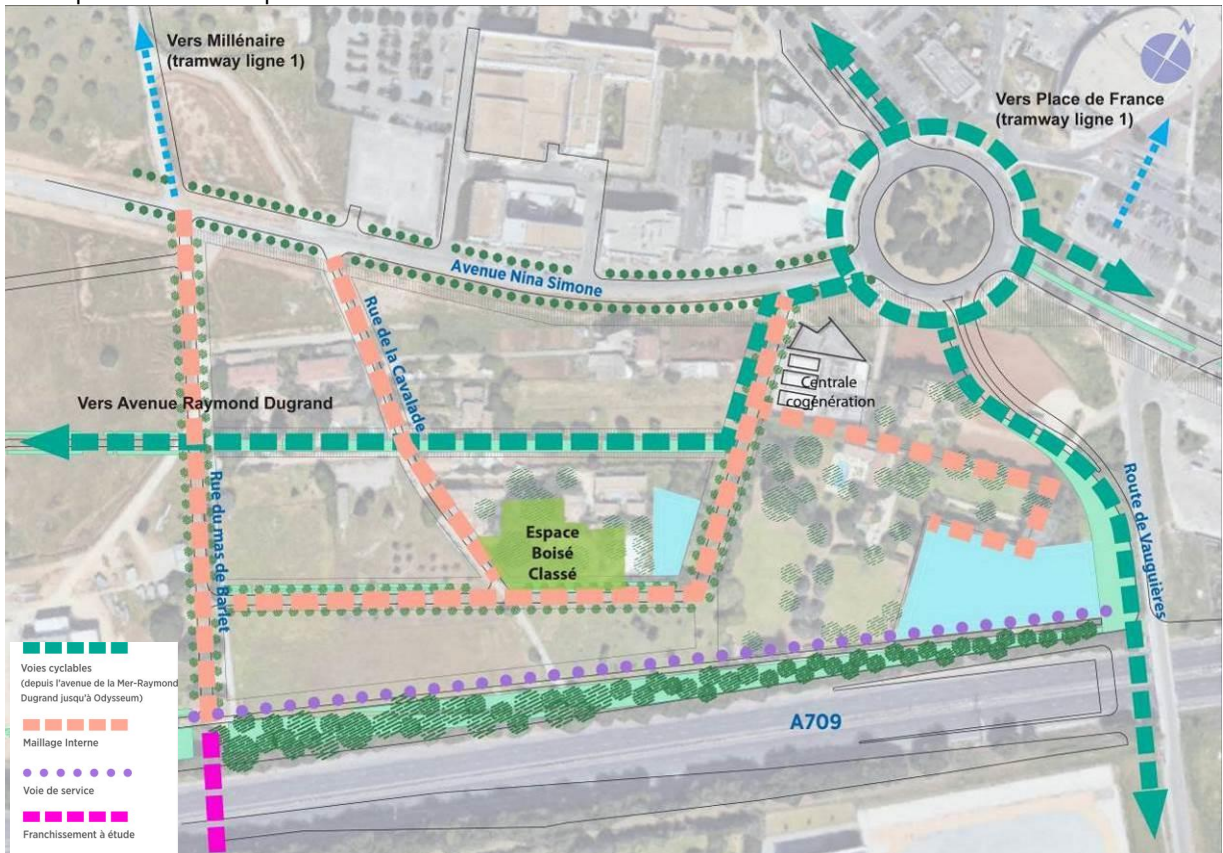 Vers Millénaire
(tramway ligne 1)
N
Vers Place de France
(tramway ligne 1)
Avenue Nina Simone
Rue de la Cavalade
Centrale
cogénération
Vers Avenue Raymond Dugrand
Rue du mas de Barlet
Route de Vauguières
Espace
Boisé
Classé
A709
Voies cyclables
(depuis l'avenue de la Mer-Raymond
Dugrand jusqu'à Odysseum)
Maillage Interne
Voie de service
Franchissement à étude